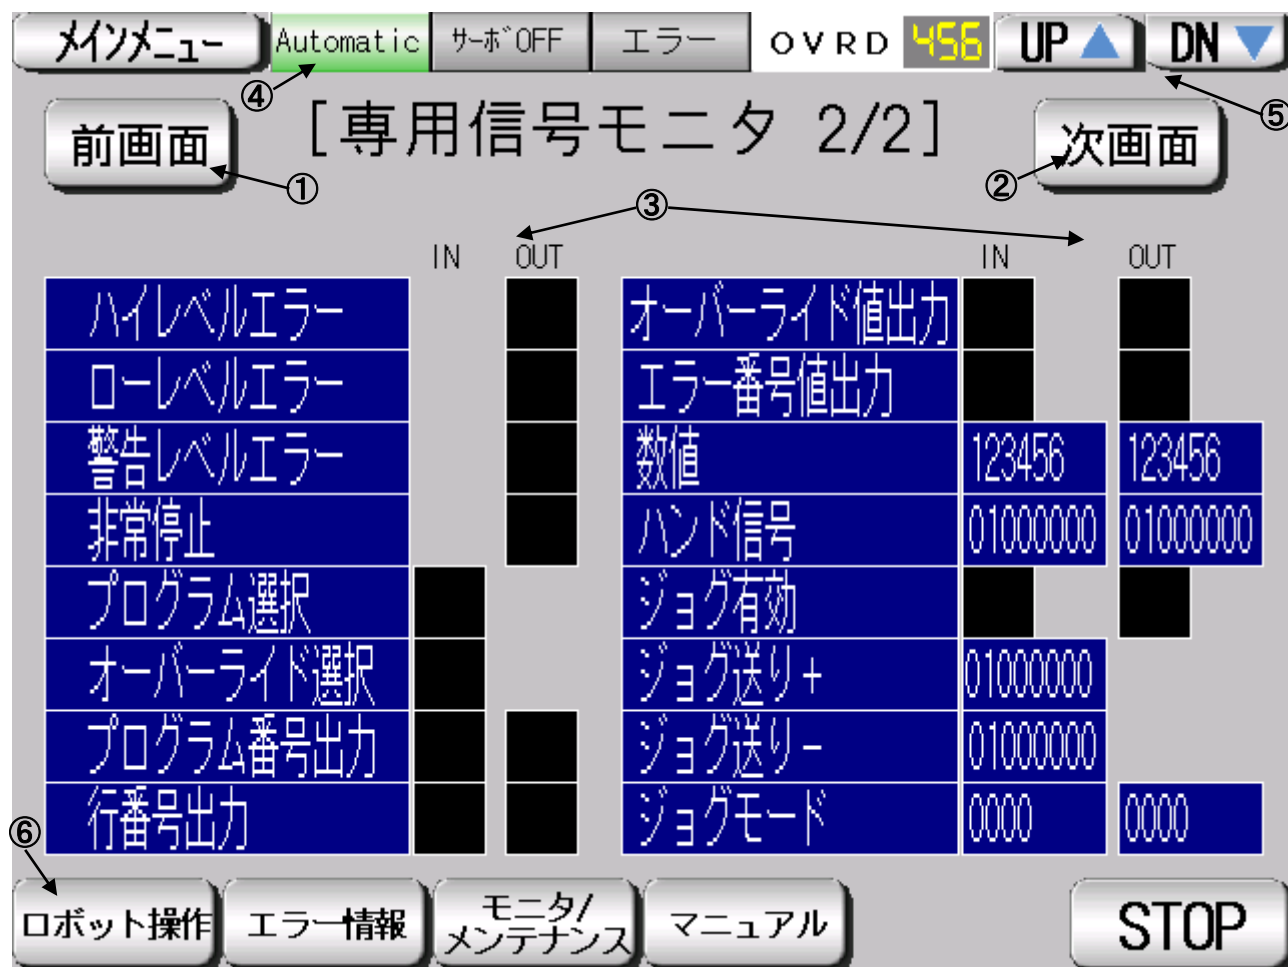 メインメニュー Automatic サーボOFF エラー OVRD 456 UP DN
④ ⑤
前画面 [専用信号モニタ 2/2] 次画面
① ② ③
IN OUT IN OUT
ハイレベルエラー オーバーライド値出力
ローレベルエラー エラー番号値出力
警告レベルエラー 数値 123456 123456
非常停止 ハンド信号 01000000 01000000
プログラム選択 ジョグ有効
オーバーライド選択 ジョグ送り+ 01000000
プログラム番号出力 ジョグ送り- 01000000
行番号出力 ジョグモード 0000 0000
⑥
ロボット操作 エラー情報 モニタ/ マニュアル STOP
メンテナンス